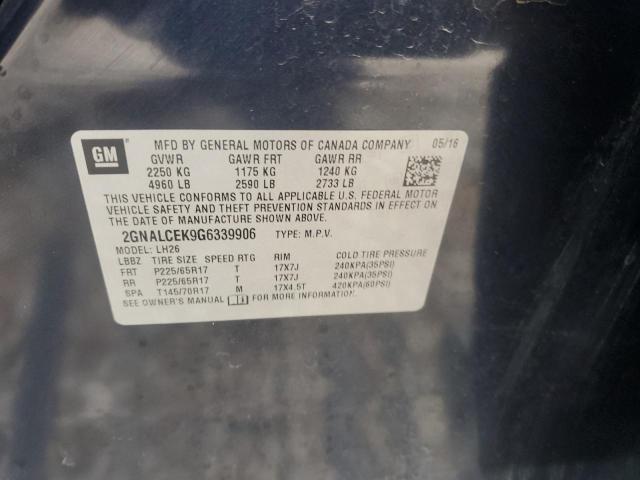 GM
MFD BY GENERAL MOTORS OF CANADA COMPANY 05/16
GVWR GAWR FRT GAWR RR
2250 KG 1175 KG 1240 KG
4960 LB 2590 LB 2733 LB
THIS VEHICLE CONFORMS TO ALL APPLICABLE U.S. FEDERAL MOTOR
VEHICLE SAFETY AND THEFT PREVENTION STANDARDS IN EFFECT ON THE
DATE OF MANUFACTURE SHOWN ABOVE.
2GNALCEK9G6339906 TYPE: M.P.V.
MODEL: LH26
LBBZ TIRE SIZE SPEED RTG RIM COLD TIRE PRESSURE
FRT P225/65R17 T 17X7J 240KPA(35PSI)
RR P225/65R17 T 17X7J 240KPA(35PSI)
SPA T145/70R17 M 17X4.5T 420KPA(60PSI)
SEE OWNER'S MANUAL FOR MORE INFORMATION.